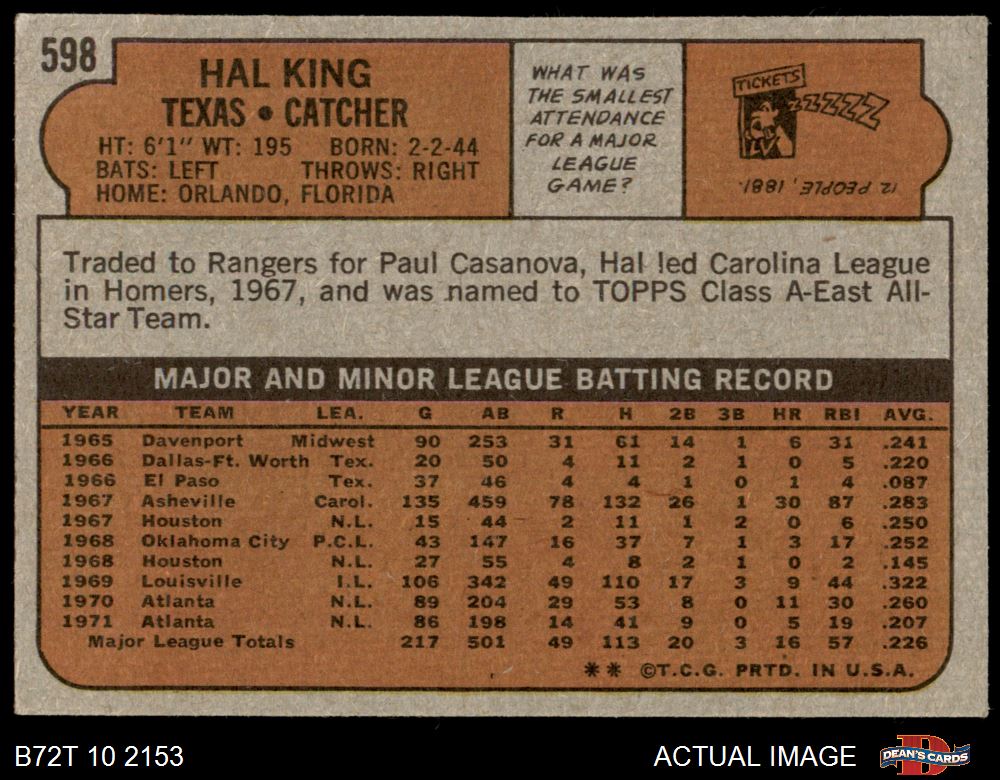 598
HAL KING
TEXAS • CATCHER
HT: 6'1" WT: 195 BORN: 2-2-44
BATS: LEFT THROWS: RIGHT
HOME: ORLANDO, FLORIDA
WHAT WAS
THE SMALLEST
ATTENDANCE
FOR A MAJOR
LEAGUE
GAME?
TICKETS
ZZZZZZ
12 PEOPLE, 1881.
Traded to Rangers for Paul Casanova, Hal led Carolina League
in Homers, 1967, and was named to TOPPS Class A-East All-
Star Team.
MAJOR AND MINOR LEAGUE BATTING RECORD
YEAR TEAM LEA. G AB R H 2B 3B HR RBI AVG.
1965 Davenport Midwest 90 253 31 61 14 1 6 31 .241
1966 Dallas-Ft. Worth Tex. 20 50 4 11 2 1 0 5 .220
1966 El Paso Tex. 37 46 4 4 1 0 1 4 .087
1967 Asheville Carol. 135 459 78 132 26 1 30 87 .283
1967 Houston N.L. 15 44 2 11 1 2 0 6 .250
1968 Oklahoma City P.C.L. 43 147 16 37 7 1 3 17 .252
1968 Houston N.L. 27 55 4 8 2 1 0 2 .145
1969 Louisville I.L. 106 342 49 110 17 3 9 44 .322
1970 Atlanta N.L. 89 204 29 53 8 0 11 30 .260
1971 Atlanta N.L. 86 198 14 41 9 0 5 19 .207
Major League Totals 217 501 49 113 20 3 16 57 .226
** ©T.C.G. PRTD. IN U.S.A.
B72T 10 2153
ACTUAL IMAGE
DEAN'S CARDS